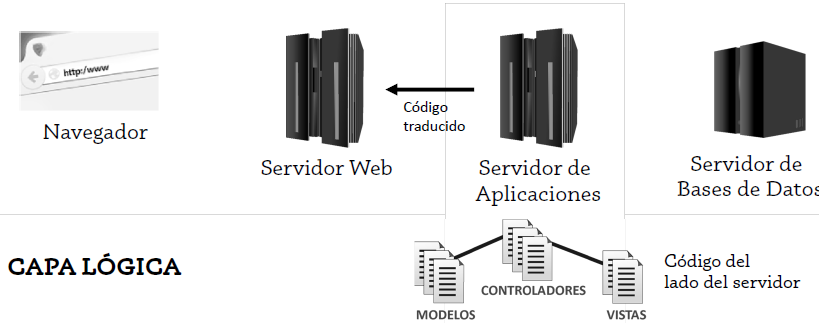 http:/www
Navegador
Servidor Web
Código
traducido
Servidor de
Aplicaciones
Servidor de
Bases de Datos
CAPA LÓGICA
MODELOS
CONTROLADORES
VISTAS
Código del
lado del servidor